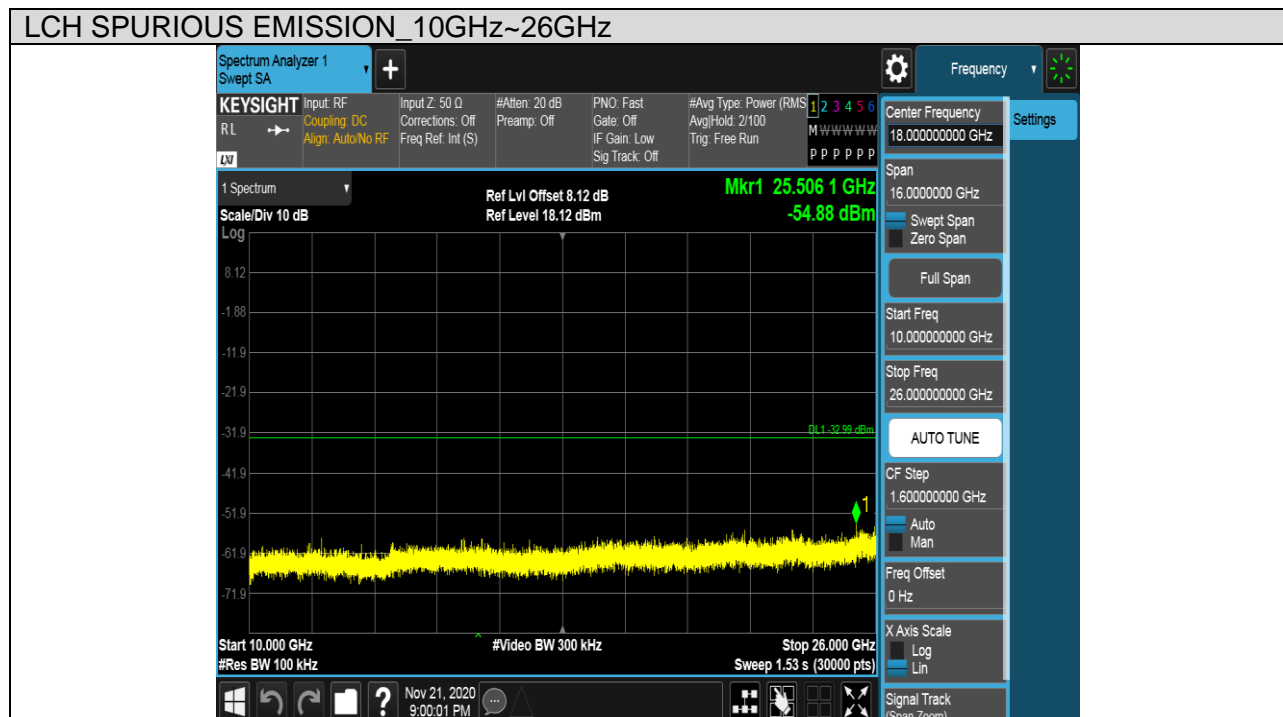 LCH SPURIOUS EMISSION_10GHz~26GHz
Spectrum Analyzer 1
Swept SA
+
Frequency
KEYSIGHT
RL
LXI
Input: RF
Coupling: DC
Align: Auto/No RF
Input Z: 50 Ω
Corrections: Off
Freq Ref: Int (S)
#Atten: 20 dB
Preamp: Off
PNO: Fast
Gate: Off
IF Gain: Low
Sig Track: Off
#Avg Type: Power (RMS
Avg|Hold: 2/100
Trig: Free Run
1 2 3 4 5 6
M W W W W W
P P P P P P
1 Spectrum
Scale/Div 10 dB
Log
Ref Lvl Offset 8.12 dB
Ref Level 18.12 dBm
Mkr1 25.506 1 GHz
-54.88 dBm
8.12
-1.88
-11.9
-21.9
-31.9
DL1 -32.99 dBm
-41.9
-51.9
1
-61.9
-71.9
Start 10.000 GHz
#Video BW 300 kHz
Stop 26.000 GHz
#Res BW 100 kHz
Sweep 1.53 s (30000 pts)
?
Nov 21, 2020
9:00:01 PM
Center Frequency
18.000000000 GHz
Settings
Span
16.0000000 GHz
Swept Span
Zero Span
Full Span
Start Freq
10.000000000 GHz
Stop Freq
26.000000000 GHz
AUTO TUNE
CF Step
1.600000000 GHz
Auto
Man
Freq Offset
0 Hz
X Axis Scale
Log
Lin
Signal Track
(Span Zoom)